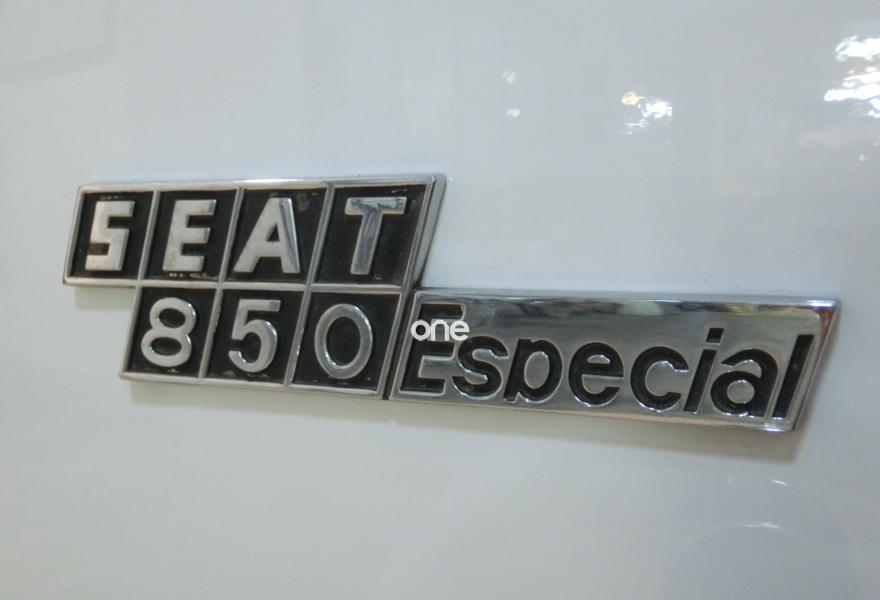 SEAT
850 Especial
one